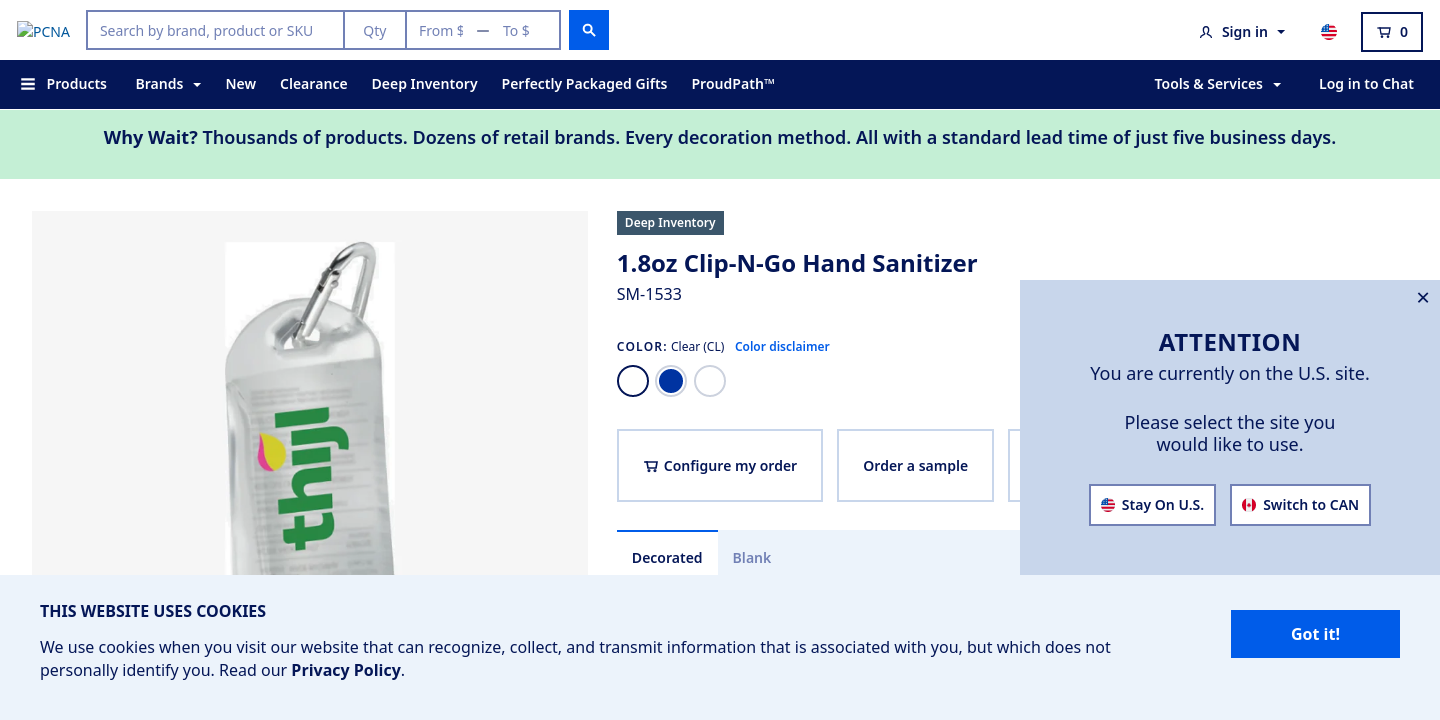 PCNA
Search by brand, product or SKU
Qty
From $ — To $
Sign in
0
Products
Brands
New
Clearance
Deep Inventory
Perfectly Packaged Gifts
ProudPath™
Tools & Services
Log in to Chat
Why Wait? Thousands of products. Dozens of retail brands. Every decoration method. All with a standard lead time of just five business days.
thijl
Deep Inventory
1.8oz Clip-N-Go Hand Sanitizer
SM-1533
COLOR: Clear (CL) Color disclaimer
Configure my order
Order a sample
Decorated
Blank
×
ATTENTION
You are currently on the U.S. site.
Please select the site you
would like to use.
Stay On U.S.
Switch to CAN
THIS WEBSITE USES COOKIES
We use cookies when you visit our website that can recognize, collect, and transmit information that is associated with you, but which does not
personally identify you. Read our Privacy Policy.
Got it!